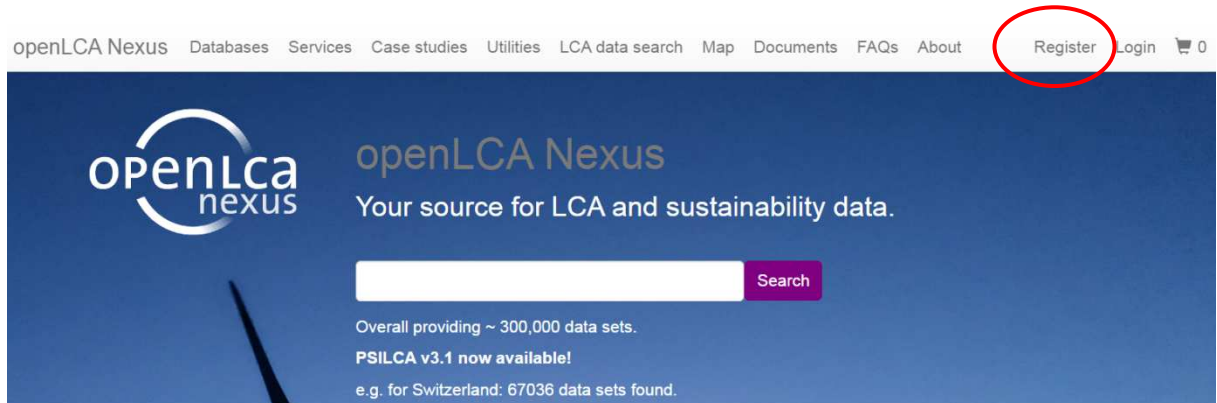 openLCA Nexus Databases Services Case studies Utilities LCA data search Map Documents FAQs About Register Login 0
openLca
nexus
openLCA Nexus
Your source for LCA and sustainability data.
Search
Overall providing ~ 300,000 data sets.
PSILCA v3.1 now available!
e.g. for Switzerland: 67036 data sets found.